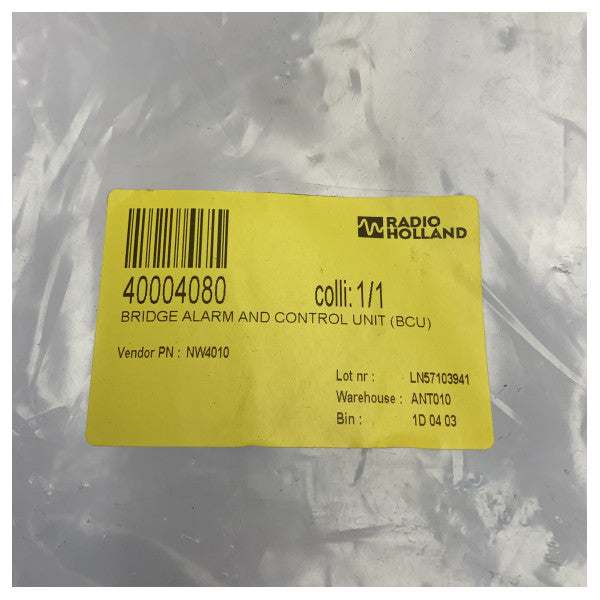 RADIO
HOLLAND
40004080
colli: 1/1
BRIDGE ALARM AND CONTROL UNIT (BCU)
Vendor PN : NW4010
Lot nr : LN57103941
Warehouse : ANT010
Bin : 1D 04 03